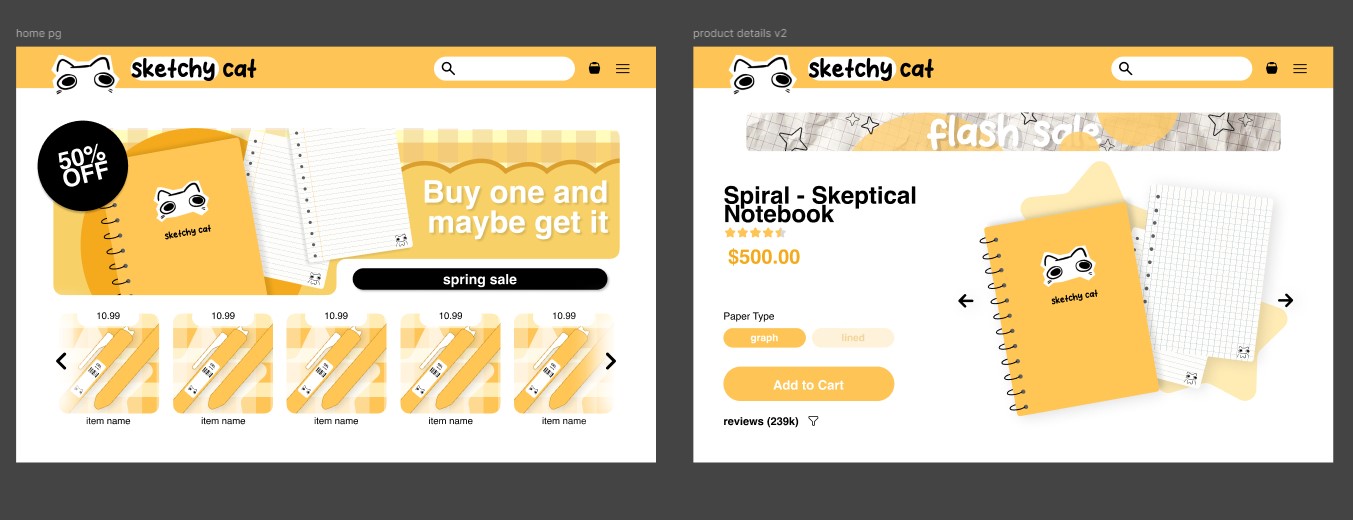 home pg
sketchy cat
50%
OFF
sketchy cat
Buy one and
maybe get it
spring sale
10.99
10.99
10.99
10.99
10.99
item name
item name
item name
item name
item name
product details v2
sketchy cat
flash sale
Spiral - Skeptical
Notebook
$500.00
Paper Type
graph
lined
Add to Cart
reviews (239k)
sketchy cat